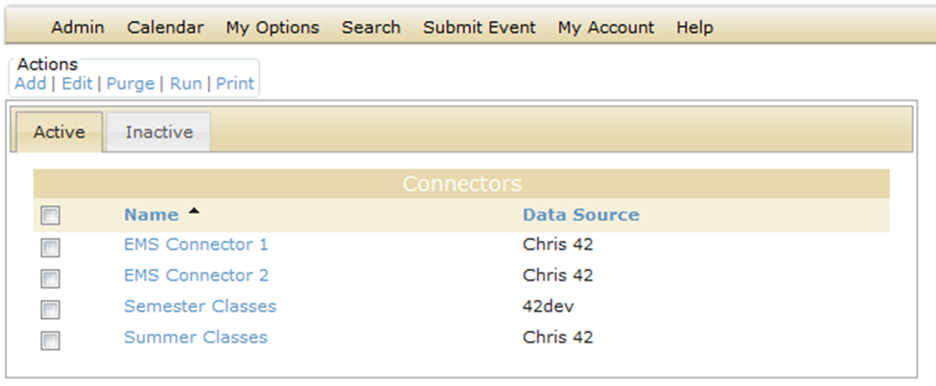 Admin Calendar My Options Search Submit Event My Account Help
Actions
Add | Edit | Purge | Run | Print
Active Inactive
Connectors
Name Data Source
EMS Connector 1 Chris 42
EMS Connector 2 Chris 42
Semester Classes 42dev
Summer Classes Chris 42